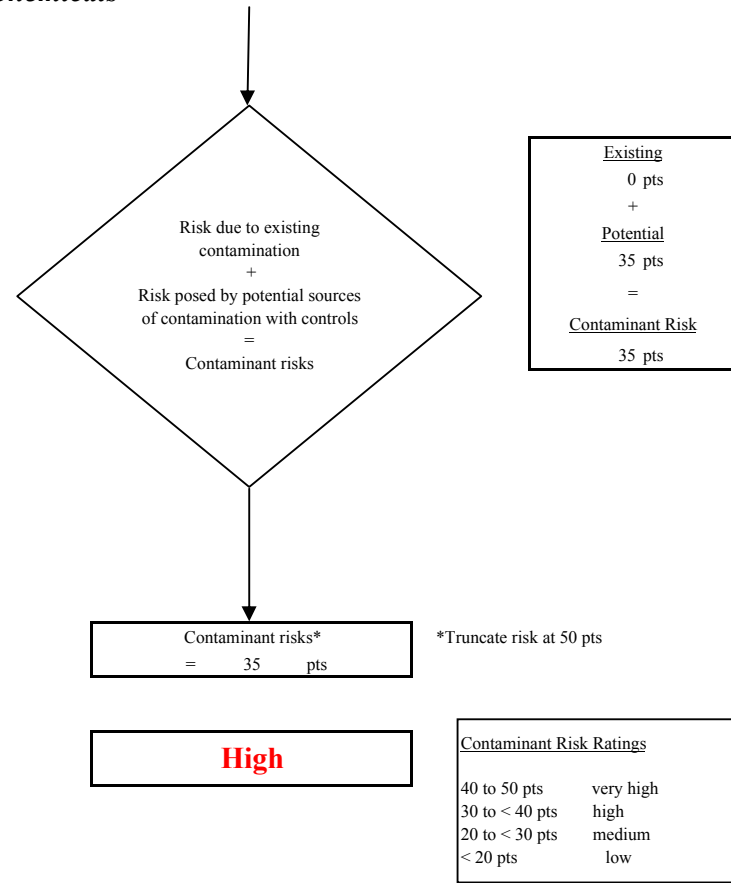 Risk due to existing
contamination
+
Risk posed by potential sources
of contamination with controls
=
Contaminant risks
Existing
0 pts
+
Potential
35 pts
=
Contaminant Risk
35 pts
Contaminant risks*
= 35 pts
*Truncate risk at 50 pts
High
Contaminant Risk Ratings
40 to 50 pts very high
30 to < 40 pts high
20 to < 30 pts medium
< 20 pts low